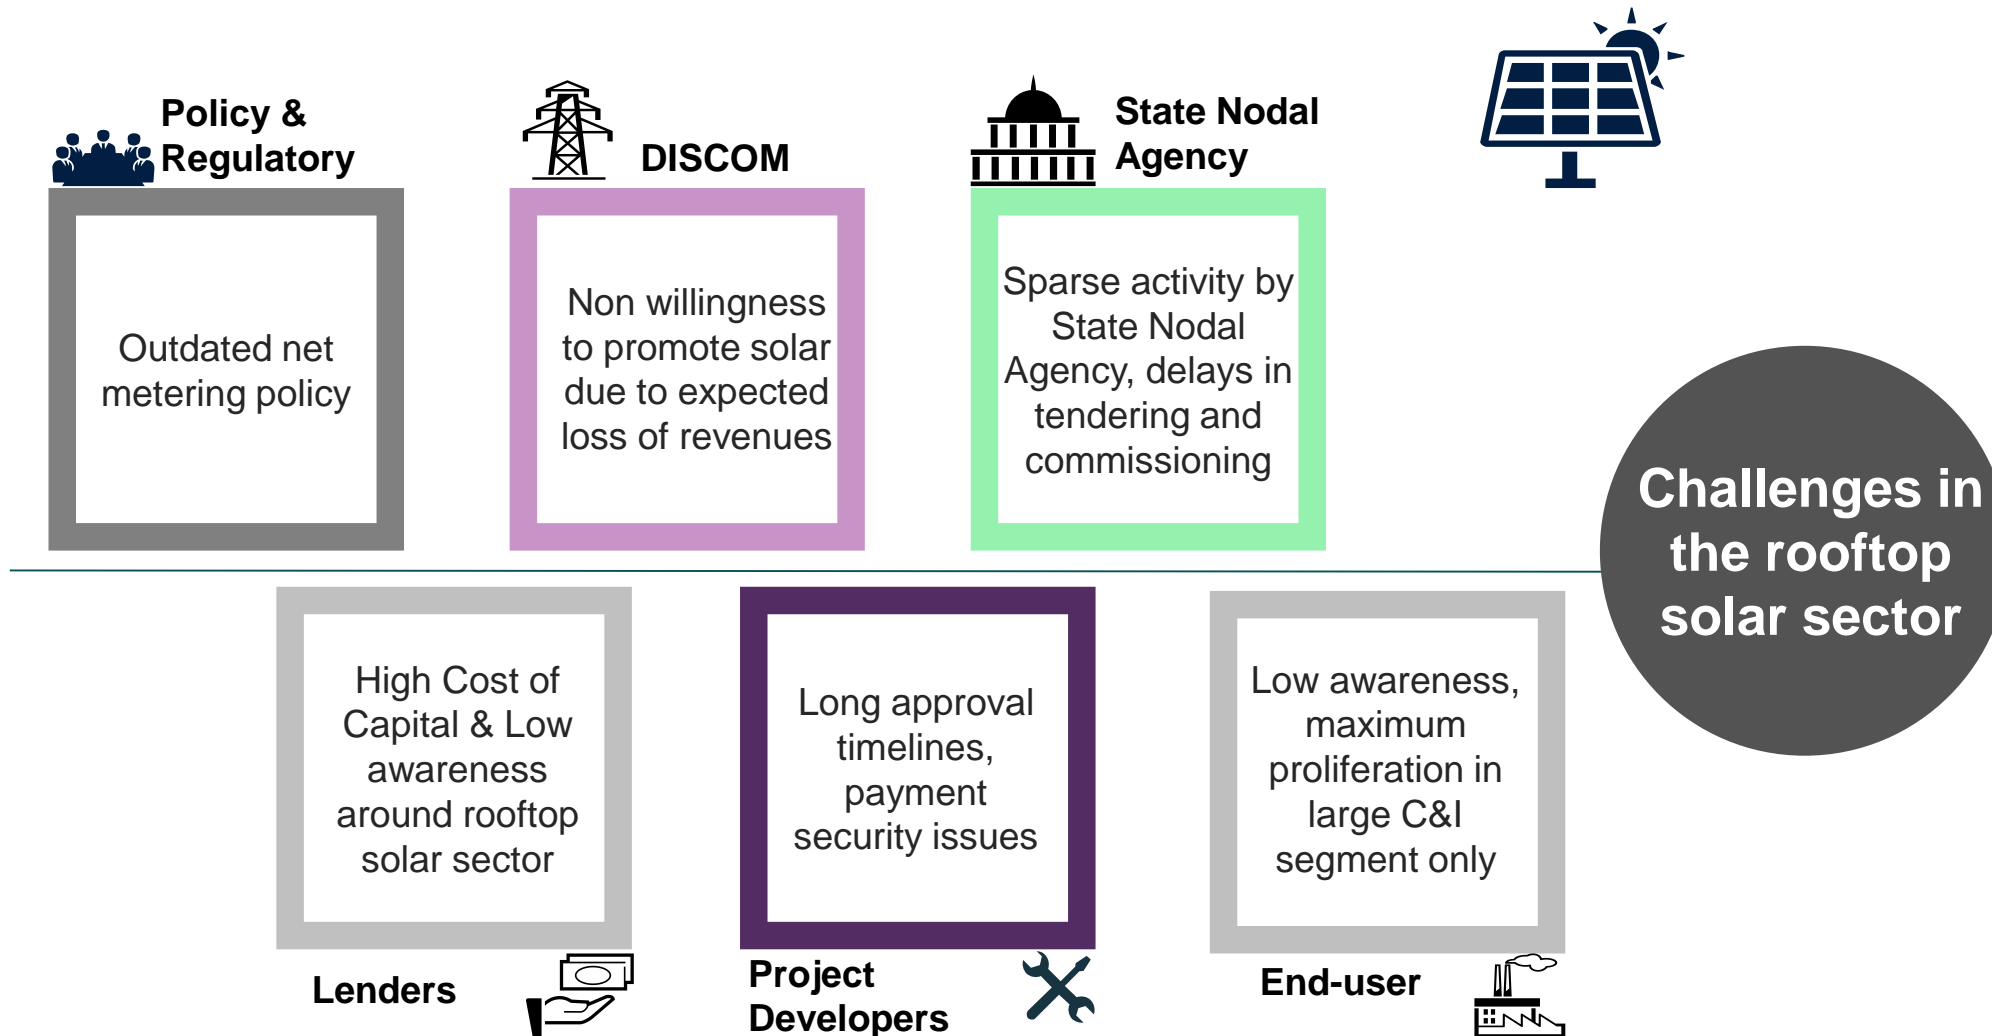 Policy &
Regulatory
DISCOM
State Nodal
Agency
Outdated net
metering policy
Non willingness
to promote solar
due to expected
loss of revenues
Sparse activity by
State Nodal
Agency, delays in
tendering and
commissioning
Challenges in
the rooftop
solar sector
High Cost of
Capital & Low
awareness
around rooftop
solar sector
Long approval
timelines,
payment
security issues
Low awareness,
maximum
proliferation in
large C&I
segment only
Lenders
Project
Developers
End-user